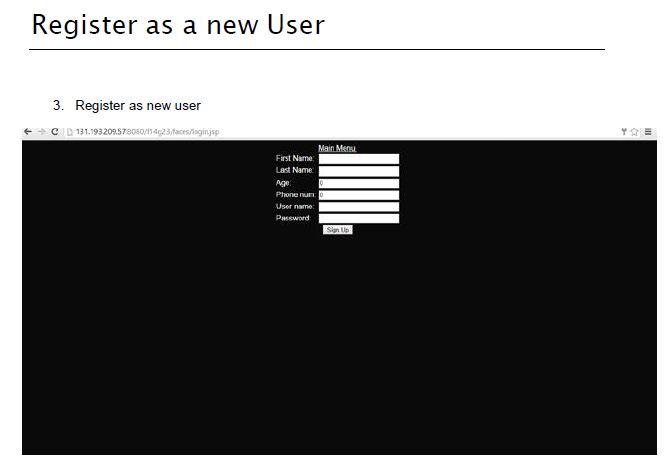 Register as a new User
3. Register as new user
131.193.209.57:8080/f14g23/faces/login.jsp
Main Menu
First Name:
Last Name:
Age: 0
Phone num: 0
User name:
Password:
Sign Up